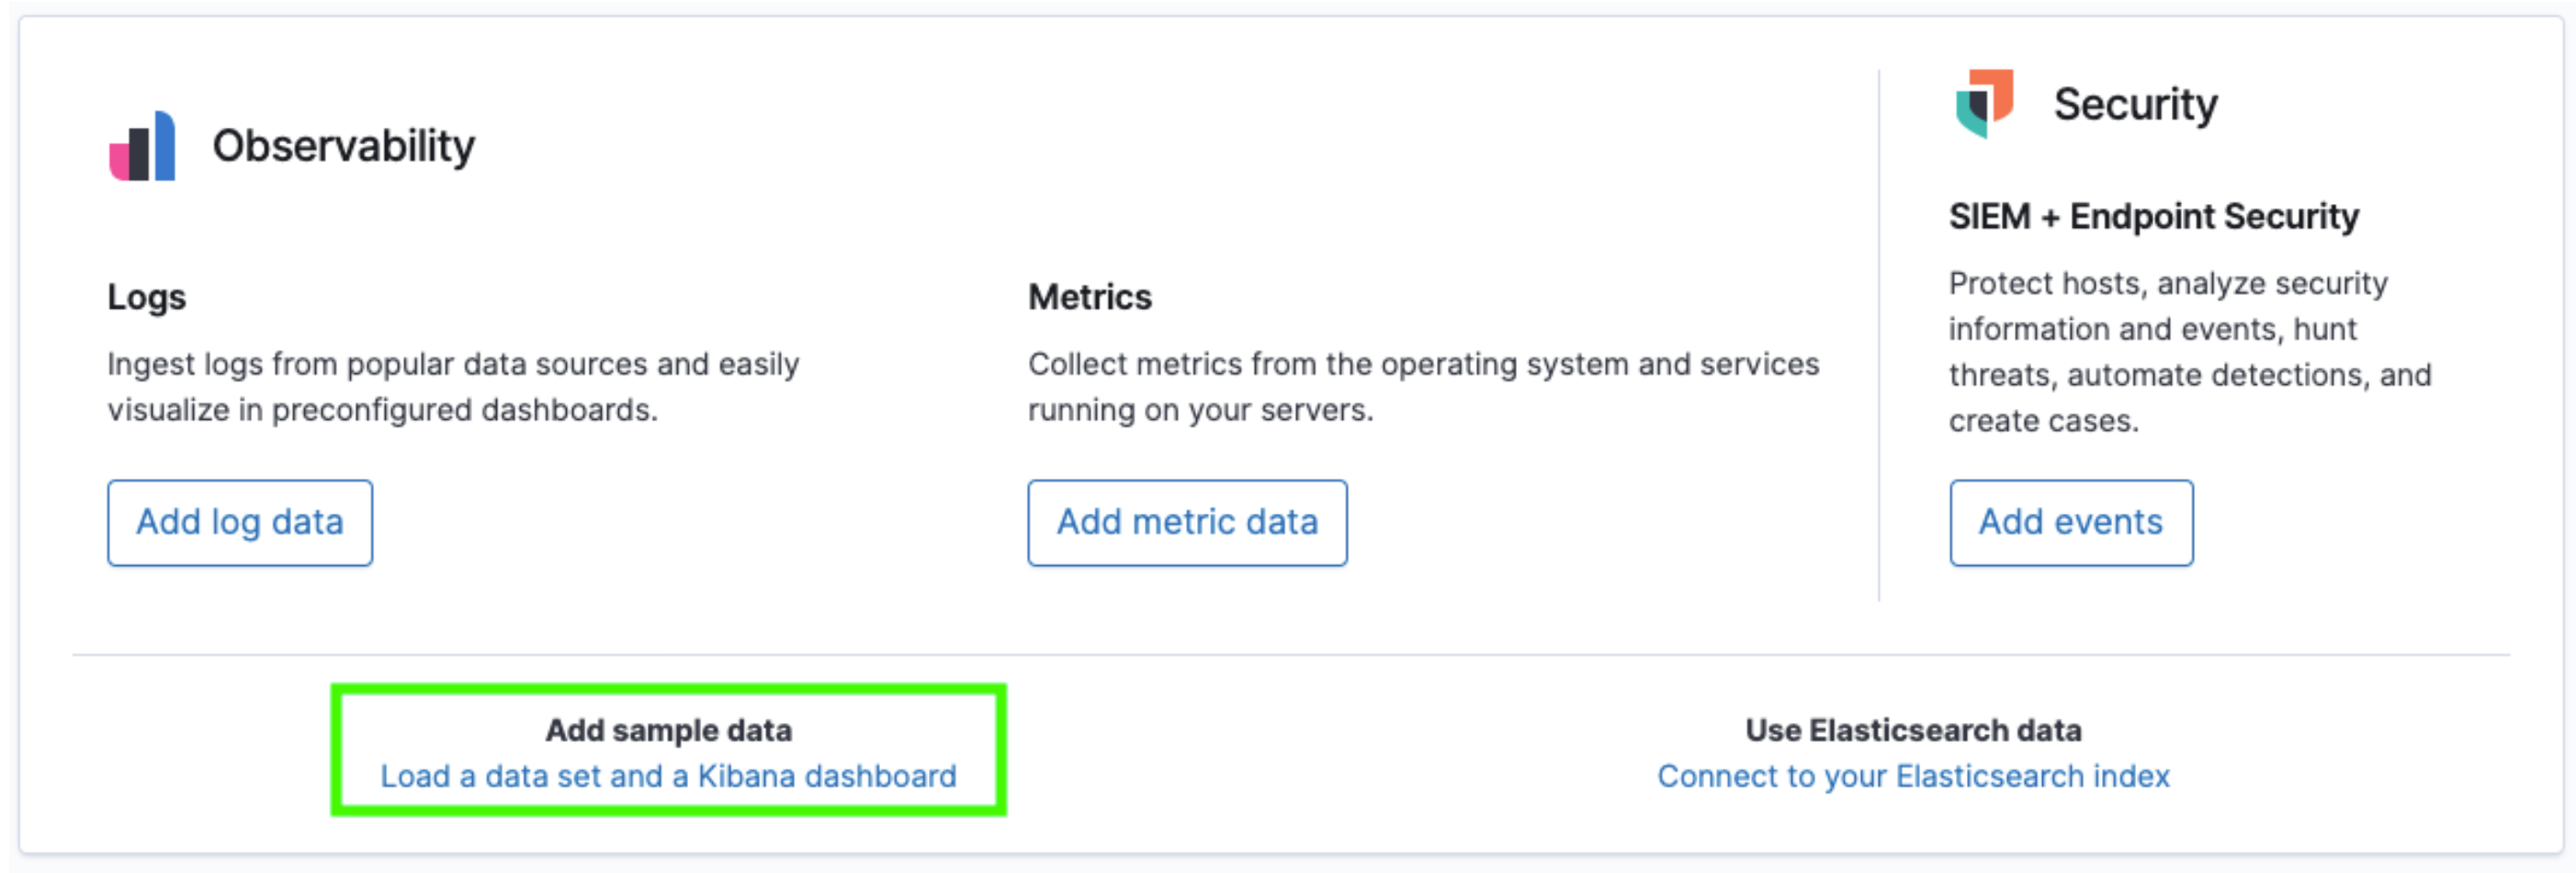 Observability
Logs
Ingest logs from popular data sources and easily
visualize in preconfigured dashboards.
Add log data
Metrics
Collect metrics from the operating system and services
running on your servers.
Add metric data
Security
SIEM + Endpoint Security
Protect hosts, analyze security
information and events, hunt
threats, automate detections, and
create cases.
Add events
Add sample data
Load a data set and a Kibana dashboard
Use Elasticsearch data
Connect to your Elasticsearch index